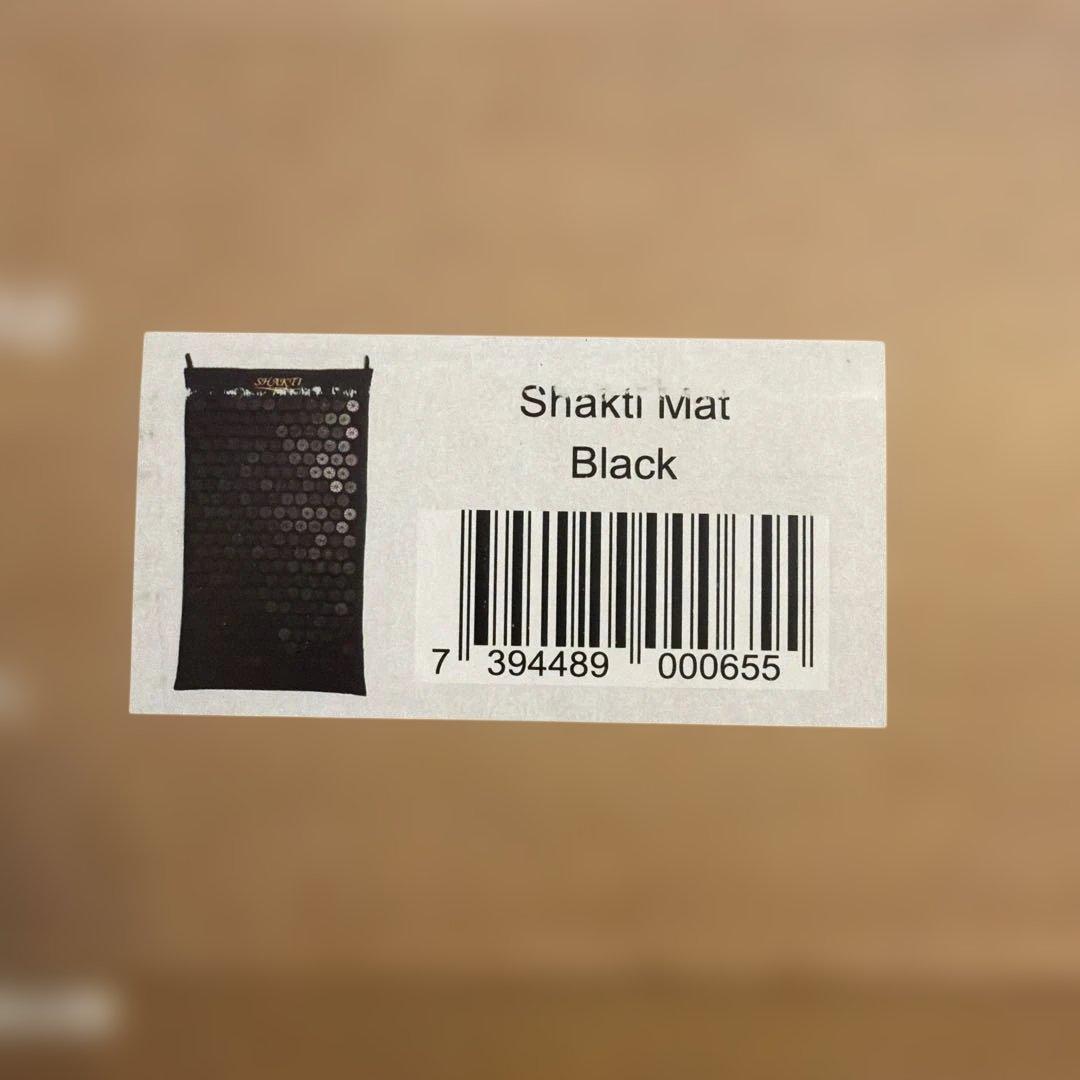 SHAKTI
Shakti Mat
Black
7 394489 000655